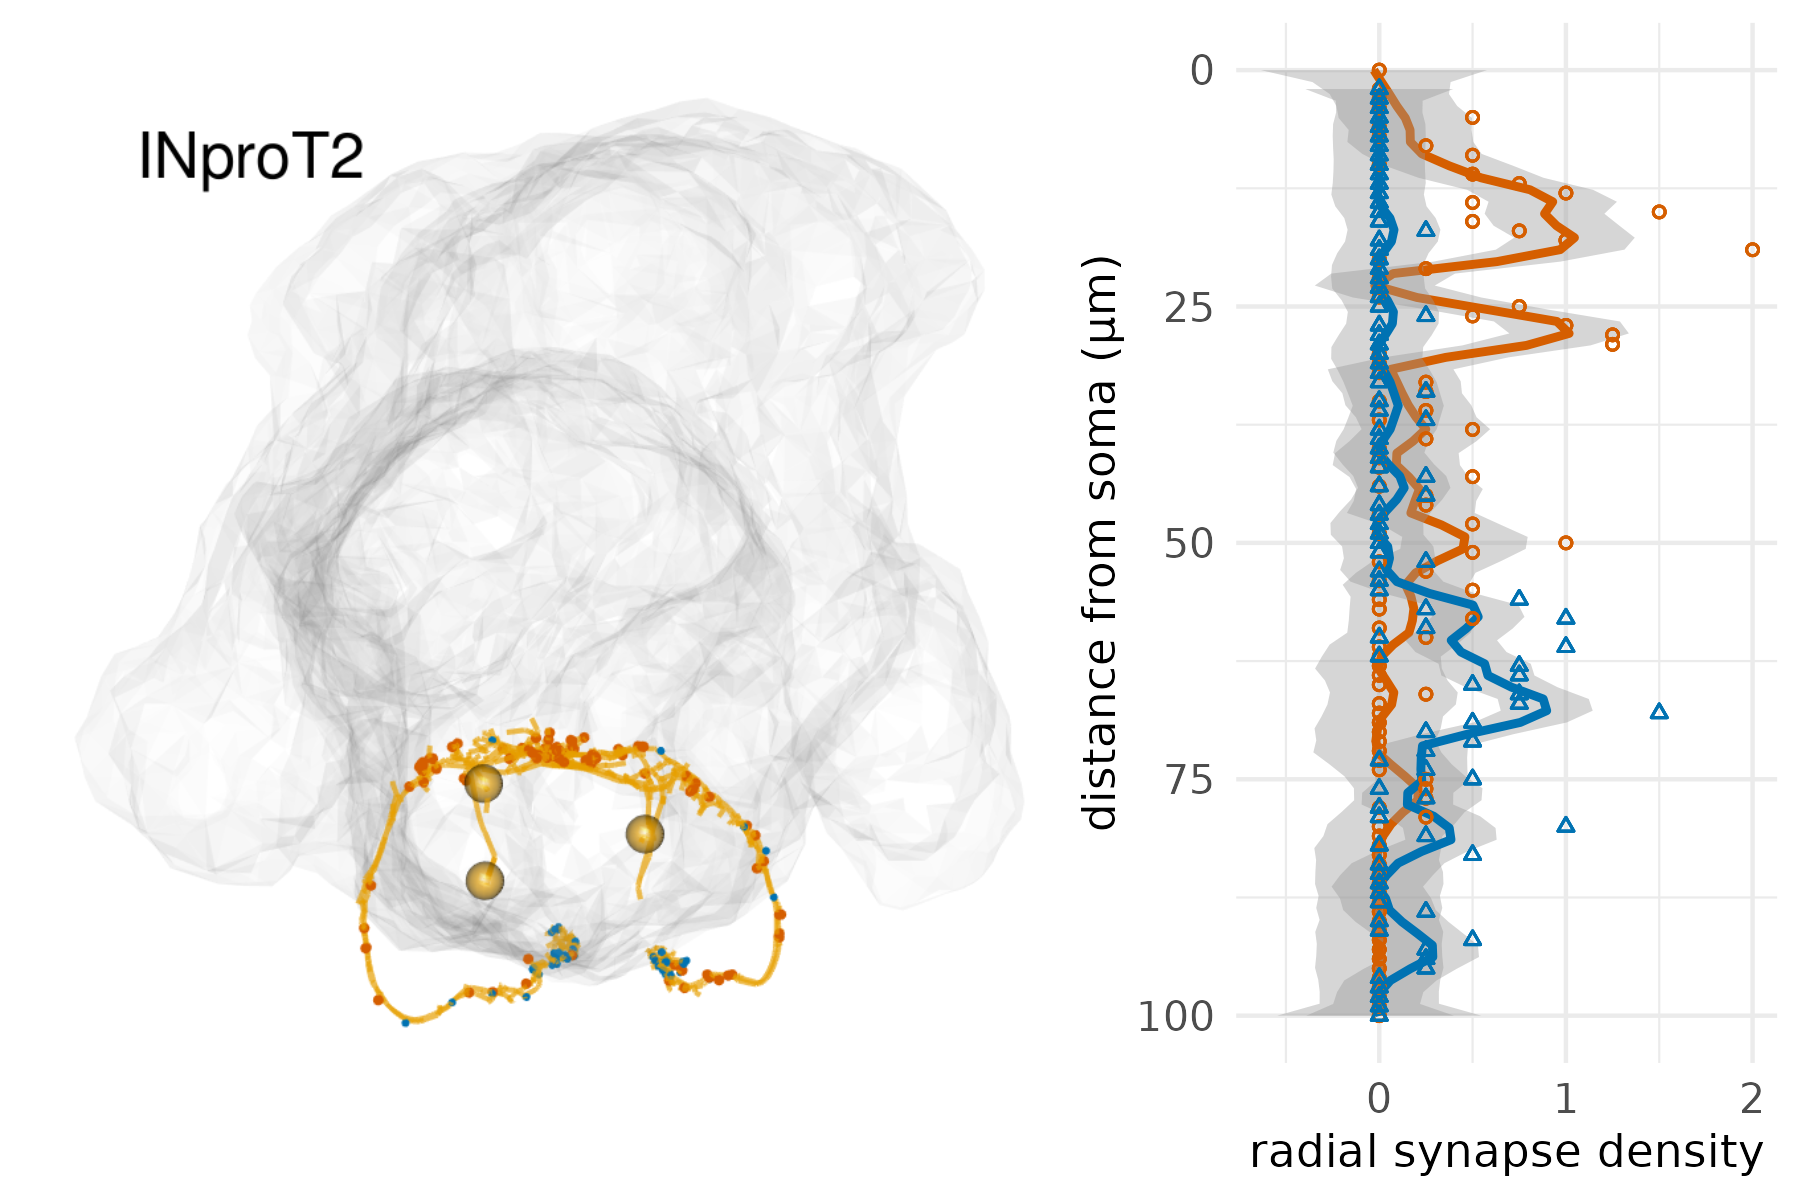 INproT2
distance from soma (μm)
0
25
50
75
100
0 1 2
radial synapse density